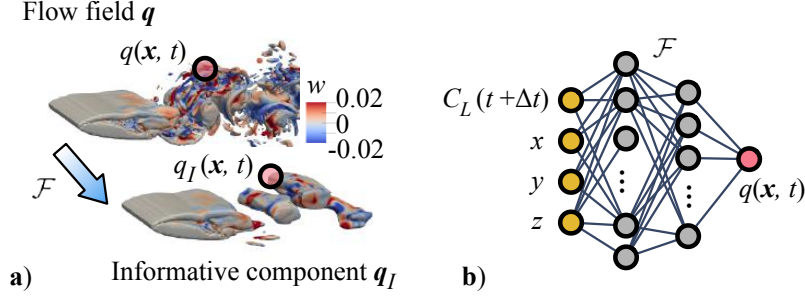 Flow field q
q(x, t)
w
0.02
0
-0.02
F
q_I(x, t)
a) Informative component q_I
F
C_L(t+Δt)
x
y
z
q(x, t)
b)